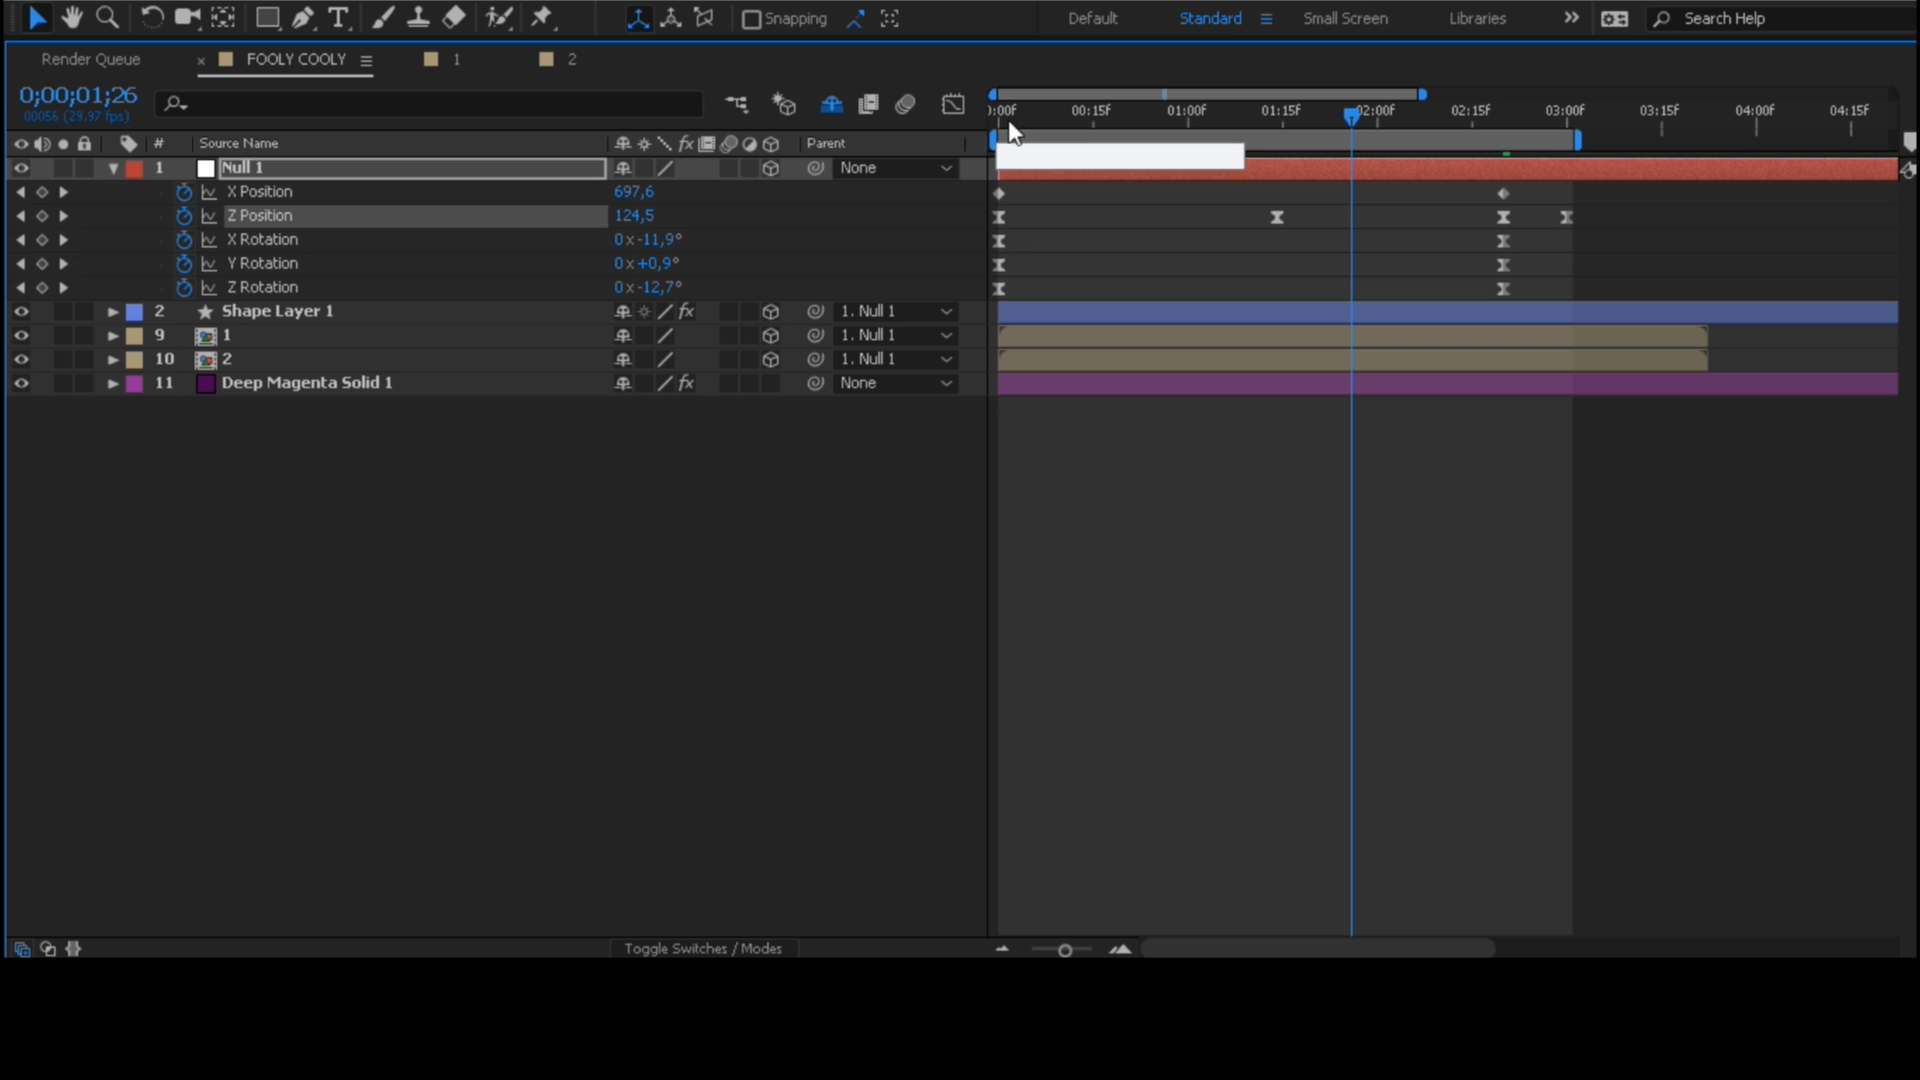 Snapping Default Standard Small Screen Libraries Search Help
Render Queue × FOOLY COOLY 1 2
0;00;01;26
00056 (29.97 fps)
):00F 00:15F 01:00F 01:15F 02:00F 02:15F 03:00F 03:15F 04:00F 04:15F
# Source Name fx Parent
1 Null 1 None
X Position 697,6
Z Position 124,5
X Rotation 0x-11,9°
Y Rotation 0x+0,9°
Z Rotation 0x-12,7°
2 Shape Layer 1 fx 1. Null 1
9 1 1. Null 1
10 2 1. Null 1
11 Deep Magenta Solid 1 fx None
Toggle Switches / Modes